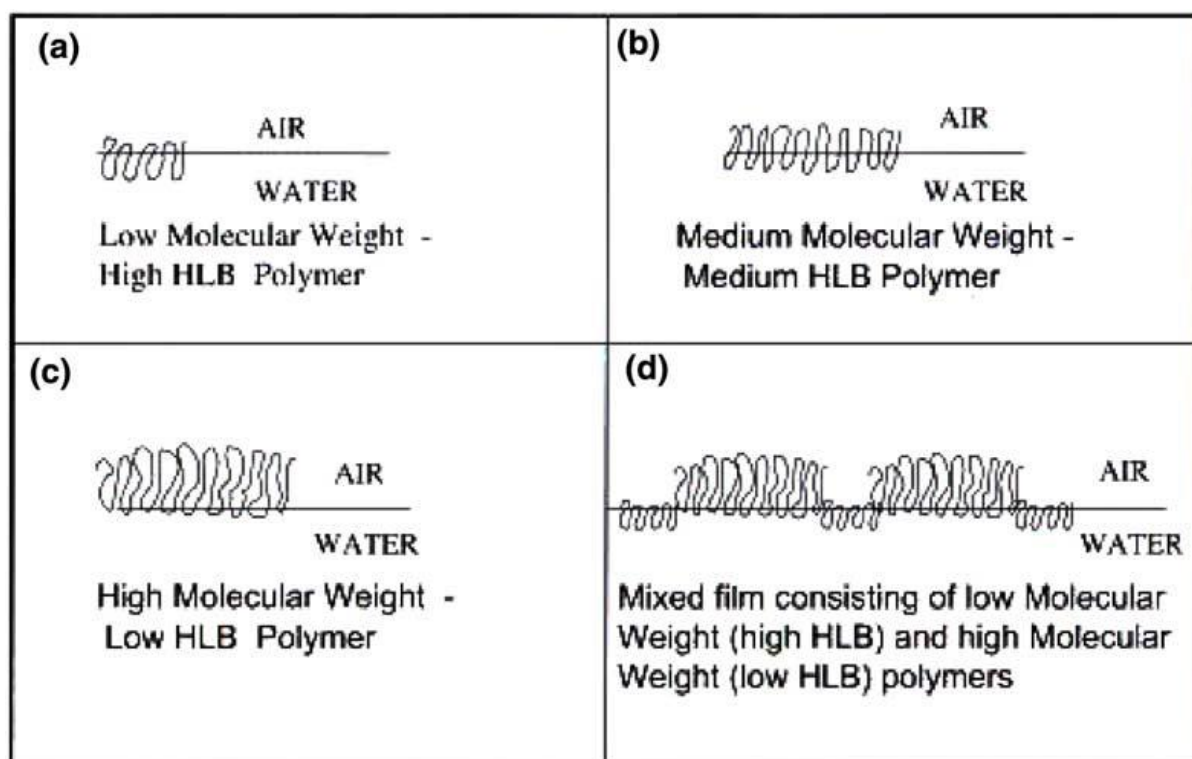 (a)
AIR
WATER
Low Molecular Weight -
High HLB Polymer
(b)
AIR
WATER
Medium Molecular Weight -
Medium HLB Polymer
(c)
AIR
WATER
High Molecular Weight -
Low HLB Polymer
(d)
AIR
WATER
Mixed film consisting of low Molecular
Weight (high HLB) and high Molecular
Weight (low HLB) polymers